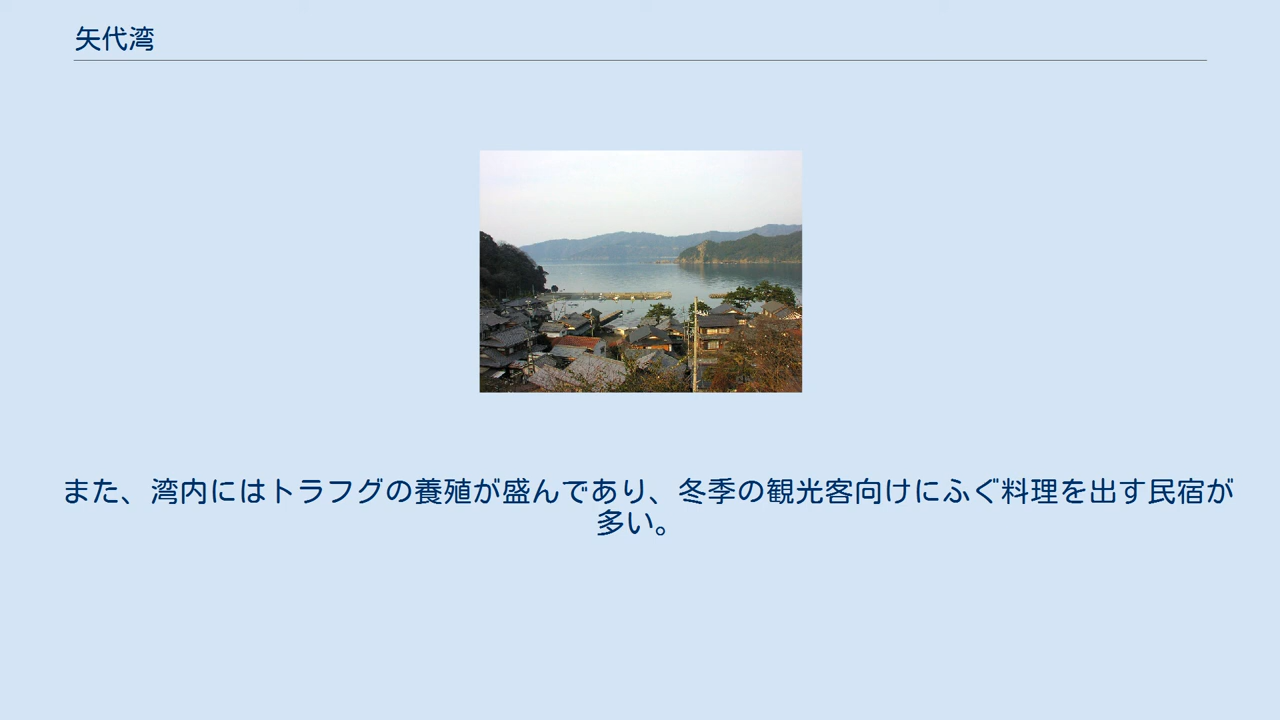 矢代湾
また、湾内にはトラフグの養殖が盛んであり、冬季の観光客向けにふぐ料理を出す民宿が
多い。